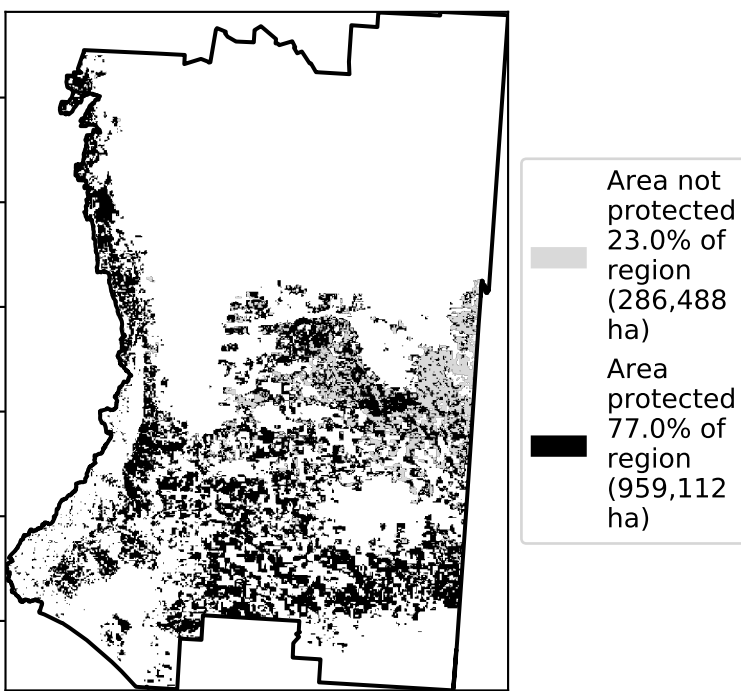 Area not
protected
23.0% of
region
(286,488
ha)
Area
protected
77.0% of
region
(959,112
ha)